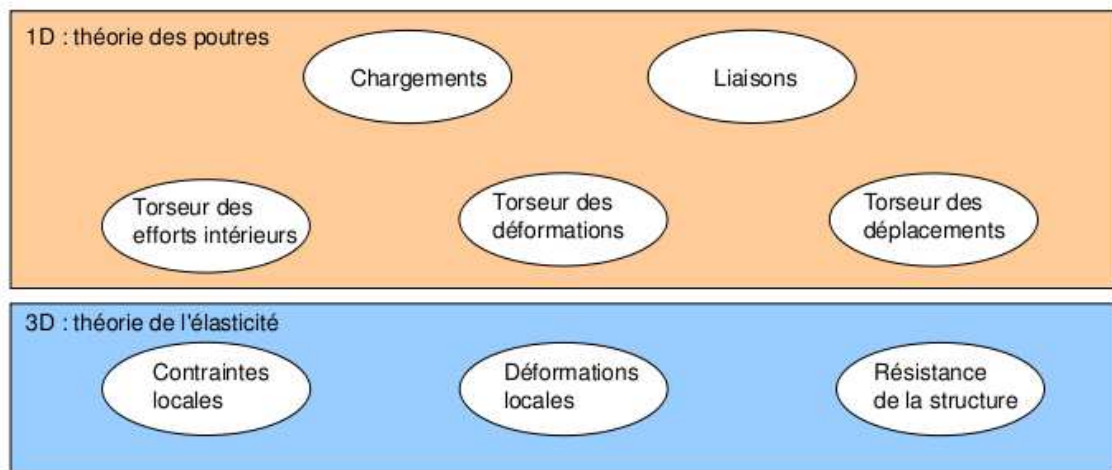 1D : théorie des poutres
Chargements
Liaisons
Torseur des
efforts intérieurs
Torseur des
déformations
Torseur des
déplacements
3D : théorie de l'élasticité
Contraintes
locales
Déformations
locales
Résistance
de la structure